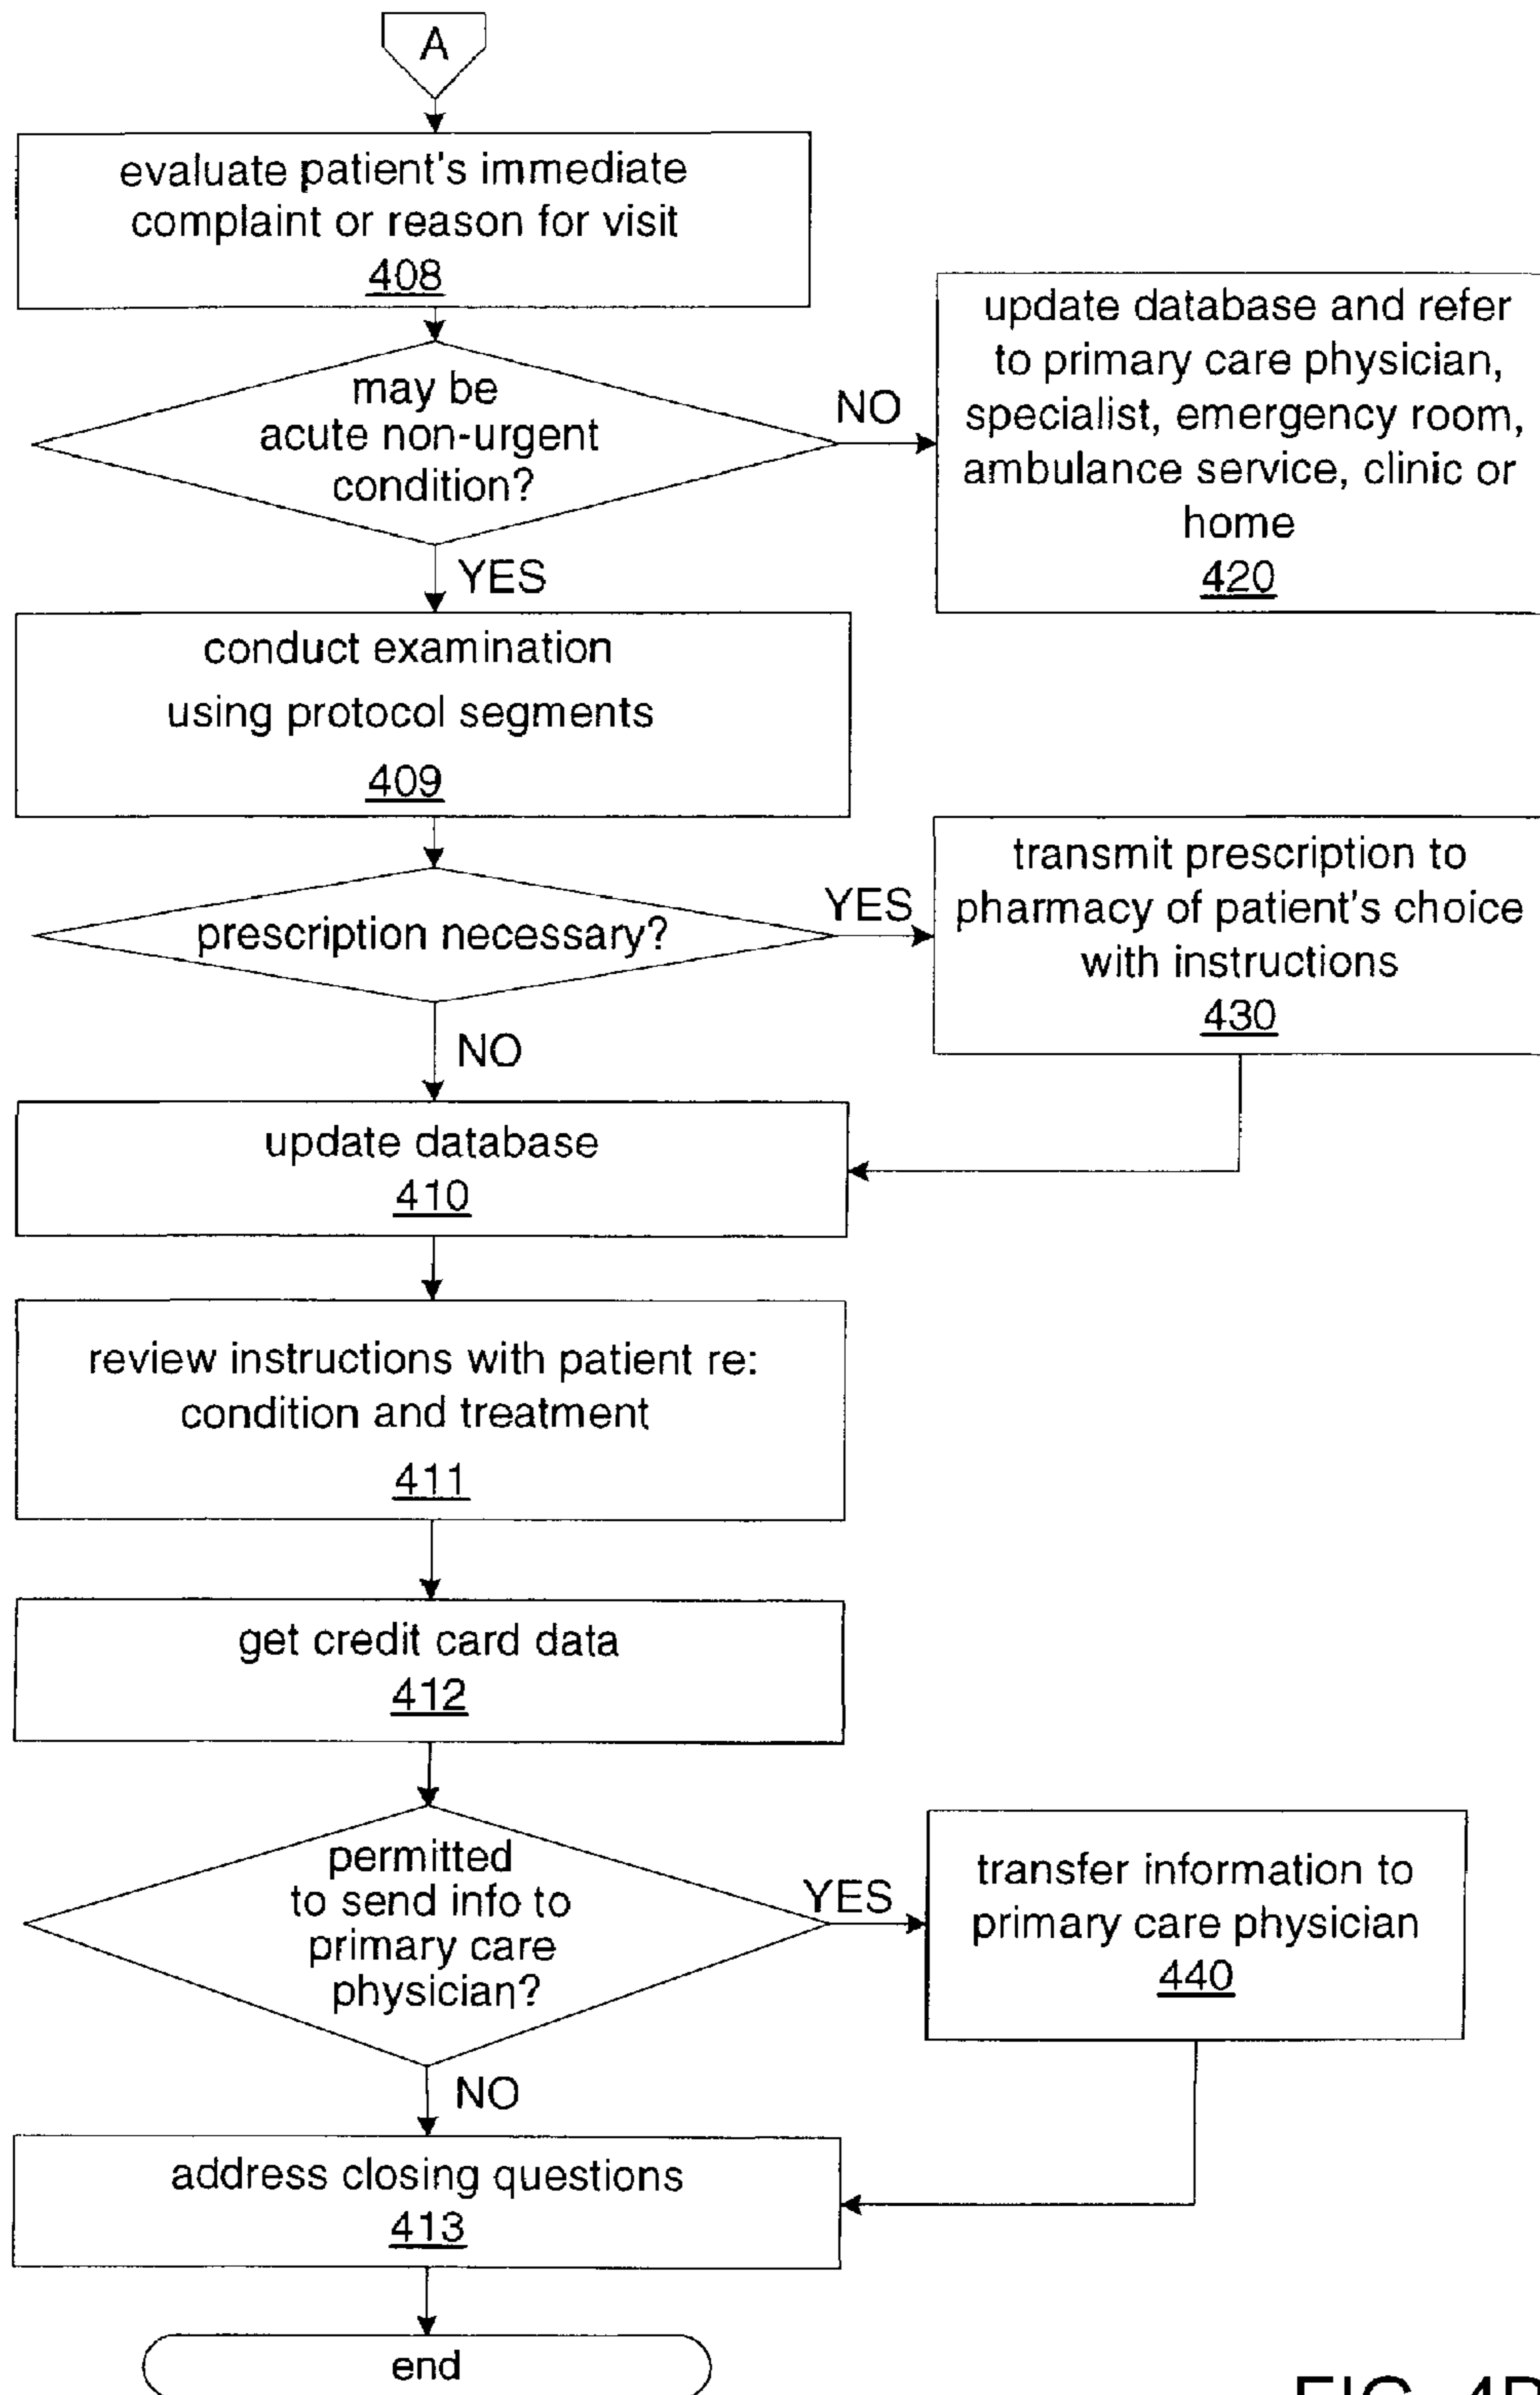 A
evaluate patient's immediate
complaint or reason for visit
408
may be
acute non-urgent
condition?
NO
update database and refer
to primary care physician,
specialist, emergency room,
ambulance service, clinic or
home
420
YES
conduct examination
using protocol segments
409
prescription necessary?
YES
transmit prescription to
pharmacy of patient's choice
with instructions
430
NO
update database
410
review instructions with patient re:
condition and treatment
411
get credit card data
412
permitted
to send info to
primary care
physician?
YES
transfer information to
primary care physician
440
NO
address closing questions
413
end